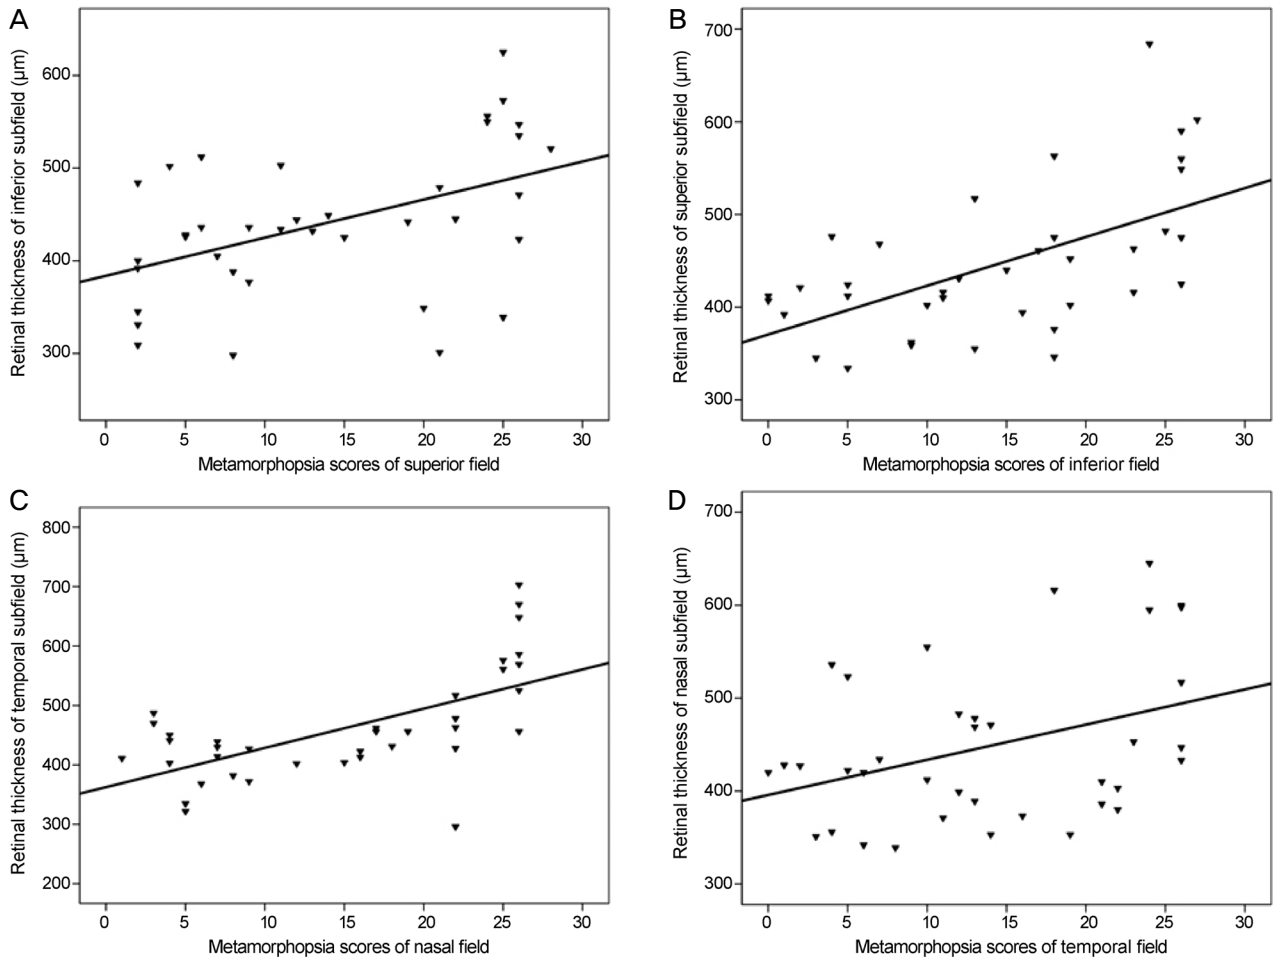 A
Retinal thickness of inferior subfield (μm)
600
500
400
300
0 5 10 15 20 25 30
Metamorphopsia scores of superior field
B
Retinal thickness of superior subfield (μm)
700
600
500
400
300
0 5 10 15 20 25 30
Metamorphopsia scores of inferior field
C
Retinal thickness of temporal subfield (μm)
800
700
600
500
400
300
200
0 5 10 15 20 25 30
Metamorphopsia scores of nasal field
D
Retinal thickness of nasal subfield (μm)
700
600
500
400
300
0 5 10 15 20 25 30
Metamorphopsia scores of temporal field